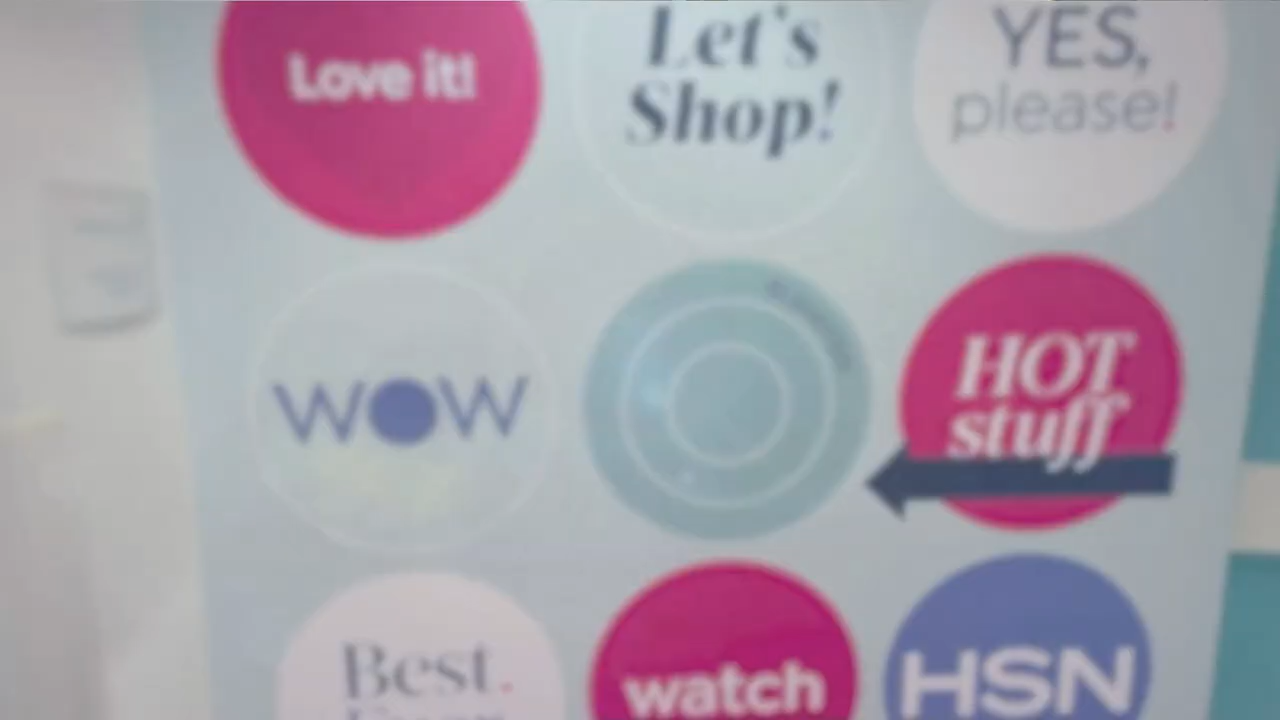 Love it!
Let's
Shop!
YES,
please!
WOW
HOT
stuff
Best.
watch
HSN